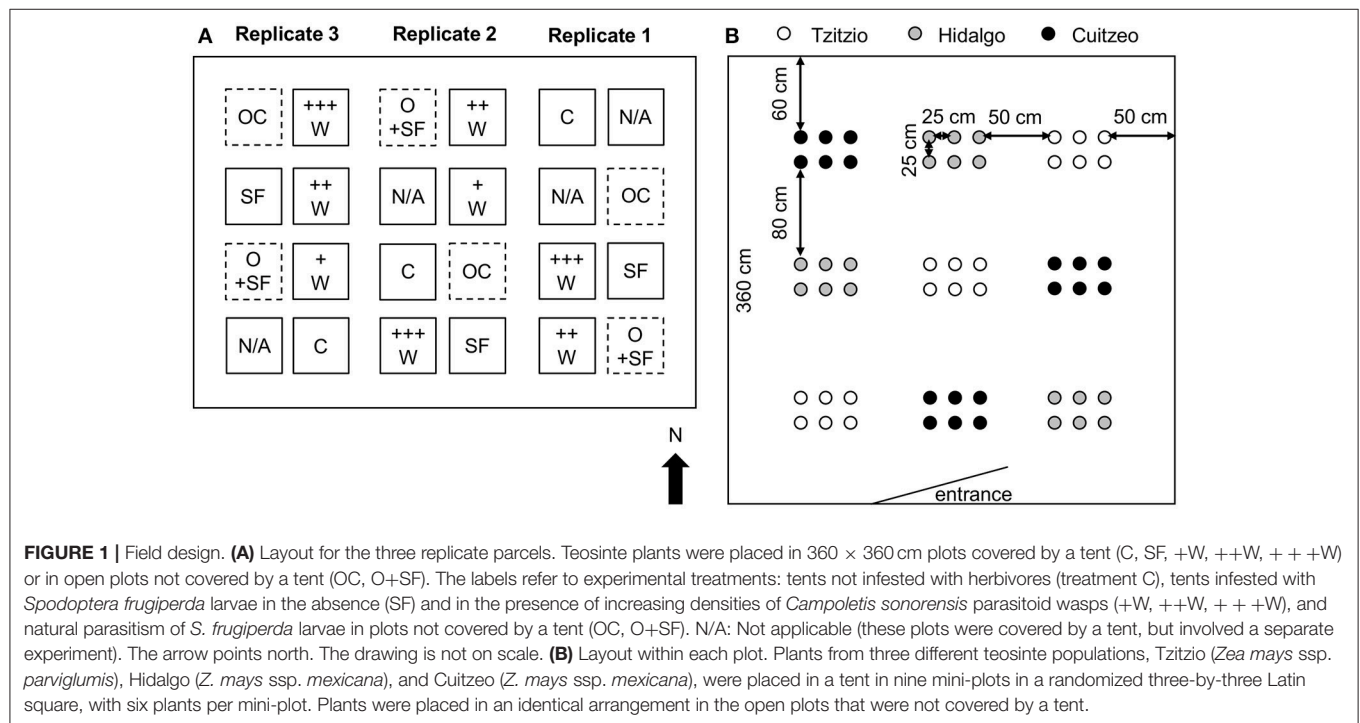 A Replicate 3 Replicate 2 Replicate 1
OC +++ W O +SF ++ W C N/A
SF ++ W N/A + W N/A OC
O +SF + W C OC +++ W SF
N/A C +++ W SF ++ W O +SF
N
B Tzitzio Hidalgo Cuitzeo
60 cm
25 cm 50 cm 50 cm
25 cm
80 cm
360 cm
entrance
FIGURE 1 | Field design. (A) Layout for the three replicate parcels. Teosinte plants were placed in 360 × 360 cm plots covered by a tent (C, SF, +W, ++W, + + +W)
or in open plots not covered by a tent (OC, O+SF). The labels refer to experimental treatments: tents not infested with herbivores (treatment C), tents infested with
Spodoptera frugiperda larvae in the absence (SF) and in the presence of increasing densities of Campoletis sonorensis parasitoid wasps (+W, ++W, + + +W), and
natural parasitism of S. frugiperda larvae in plots not covered by a tent (OC, O+SF). N/A: Not applicable (these plots were covered by a tent, but involved a separate
experiment). The arrow points north. The drawing is not on scale. (B) Layout within each plot. Plants from three different teosinte populations, Tzitzio (Zea mays ssp.
parviglumis), Hidalgo (Z. mays ssp. mexicana), and Cuitzeo (Z. mays ssp. mexicana), were placed in a tent in nine mini-plots in a randomized three-by-three Latin
square, with six plants per mini-plot. Plants were placed in an identical arrangement in the open plots that were not covered by a tent.